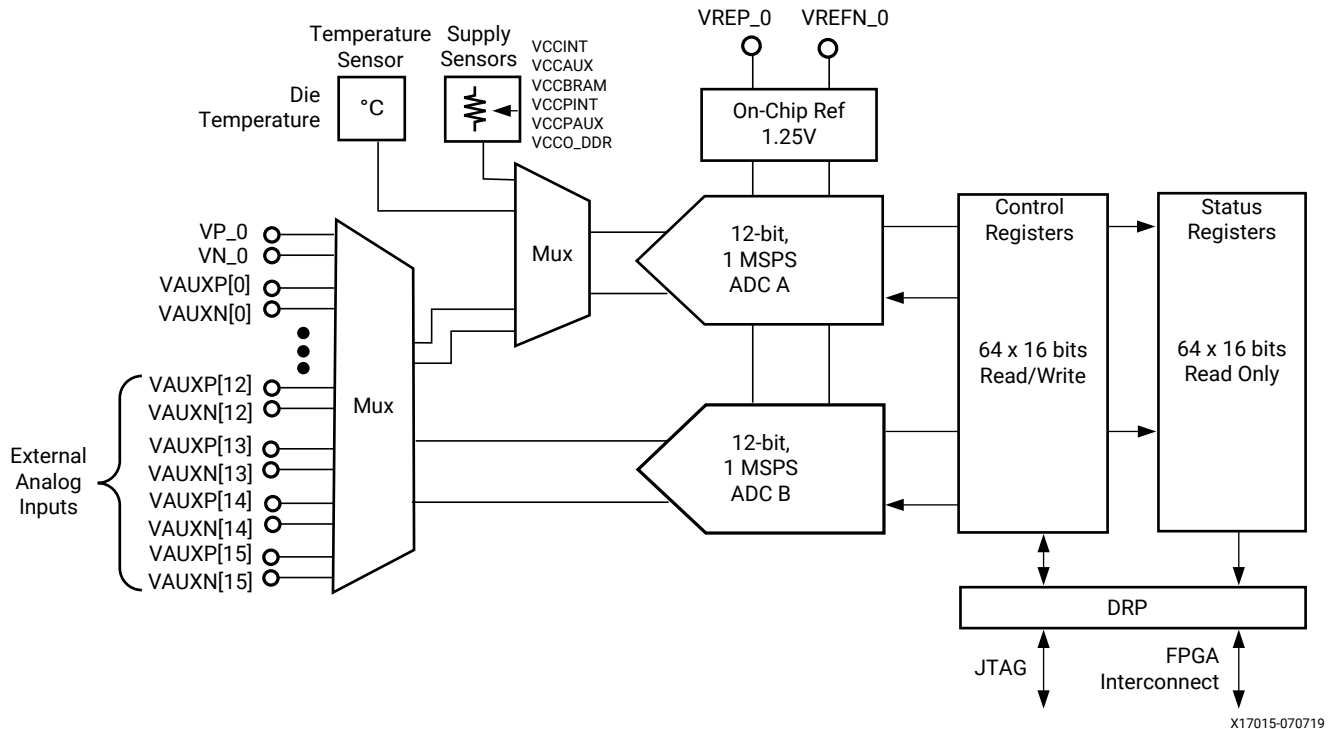 VREP_0
VREFN_0
Temperature
Sensor
Supply
Sensors
VCCINT
VCCAUX
VCCBRAM
VCCPINT
VCCPAUX
VCCO_DDR
Die
Temperature
°C
On-Chip Ref
1.25V
VP_0
VN_0
VAUXP[0]
VAUXN[0]
VAUXP[12]
VAUXN[12]
VAUXP[13]
VAUXN[13]
VAUXP[14]
VAUXN[14]
VAUXP[15]
VAUXN[15]
External
Analog
Inputs
Mux
Mux
12-bit,
1 MSPS
ADC A
12-bit,
1 MSPS
ADC B
Control
Registers
64 x 16 bits
Read/Write
Status
Registers
64 x 16 bits
Read Only
DRP
JTAG
FPGA
Interconnect
X17015-070719